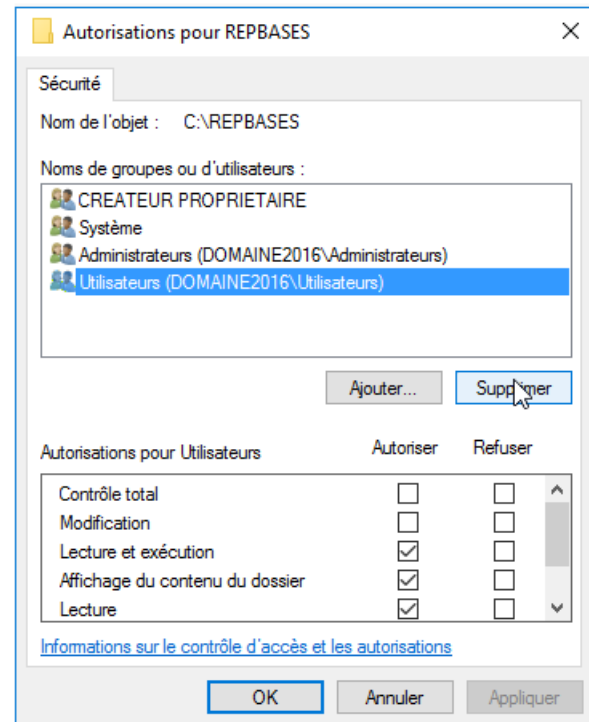 Autorisations pour REPBASES
Sécurité
Nom de l'objet : C:\REPBASES
Noms de groupes ou d'utilisateurs :
CREATEUR PROPRIETAIRE
Système
Administrateurs (DOMAINE2016\Administrateurs)
Utilisateurs (DOMAINE2016\Utilisateurs)
Ajouter... Supprimer
Autorisations pour Utilisateurs Autoriser Refuser
Contrôle total
Modification
Lecture et exécution
Affichage du contenu du dossier
Lecture
Informations sur le contrôle d'accès et les autorisations
OK Annuler Appliquer